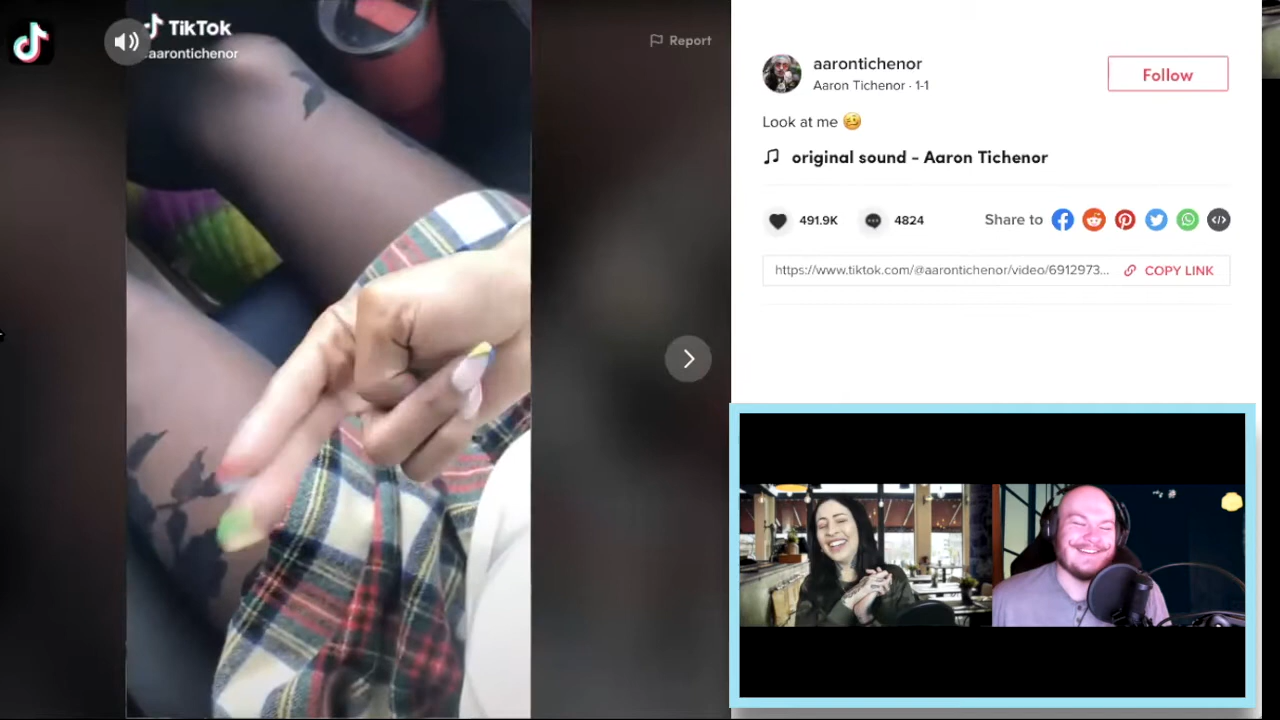 TikTok
aarontichenor
Report
aarontichenor
Aaron Tichenor · 1-1
Follow
Look at me 🥴
original sound - Aaron Tichenor
491.9K
4824
Share to
https://www.tiktok.com/@aarontichenor/video/6912973...
COPY LINK